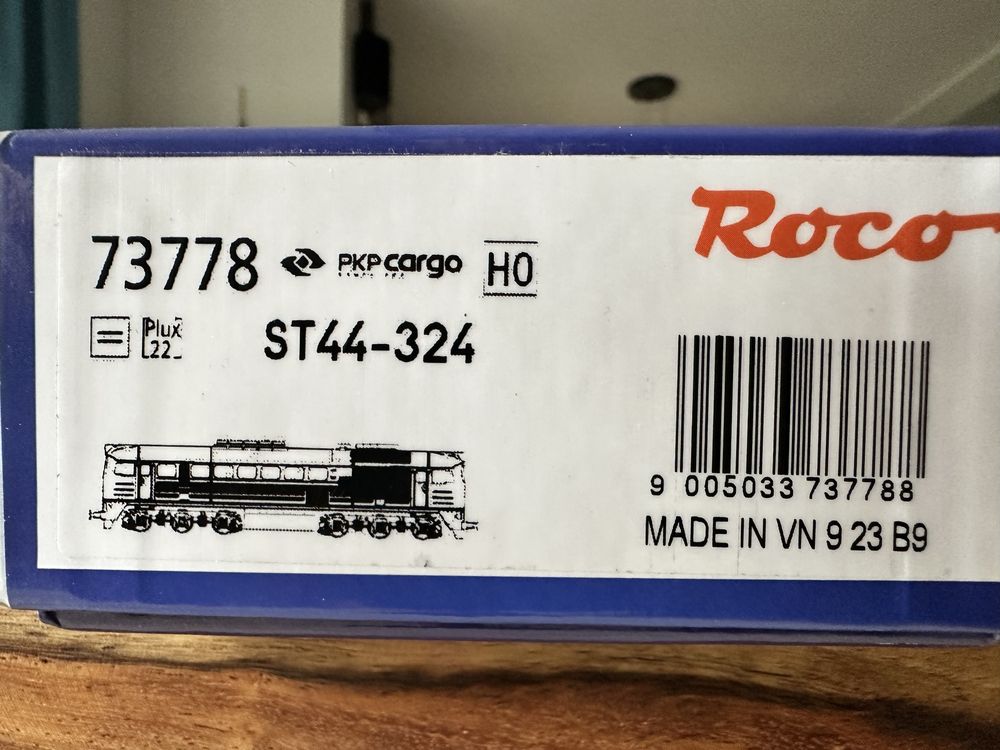 Roco
73778 PKP cargo H0
= Plux 22 ST44-324
9 005033 737788
MADE IN VN 9 23 B9